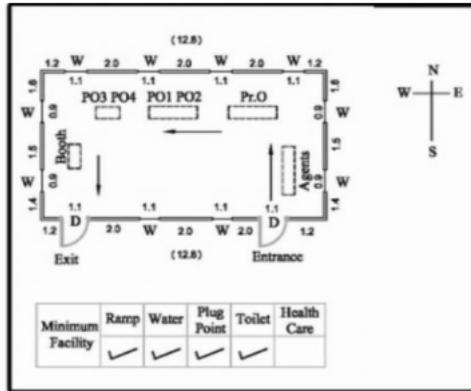 (12.8)
1.2 W 2.0 W 2.0 W 2.0 W 1.2
1.1 1.1 1.1 1.1
N
W E
S
1.6 PO3 PO4 PO1 PO2 Pr.O 1.6
W 0.9 0.9 W
1.5 Booth Agents 1.5
W 0.9 0.9 W
1.4 1.1 1.1 1.1 1.1 1.4
1.2 D 2.0 W 2.0 W 2.0 D 1.2
Exit (12.8) Entrance
Minimum Facility
Ramp Water Plug Point Toilet Health Care